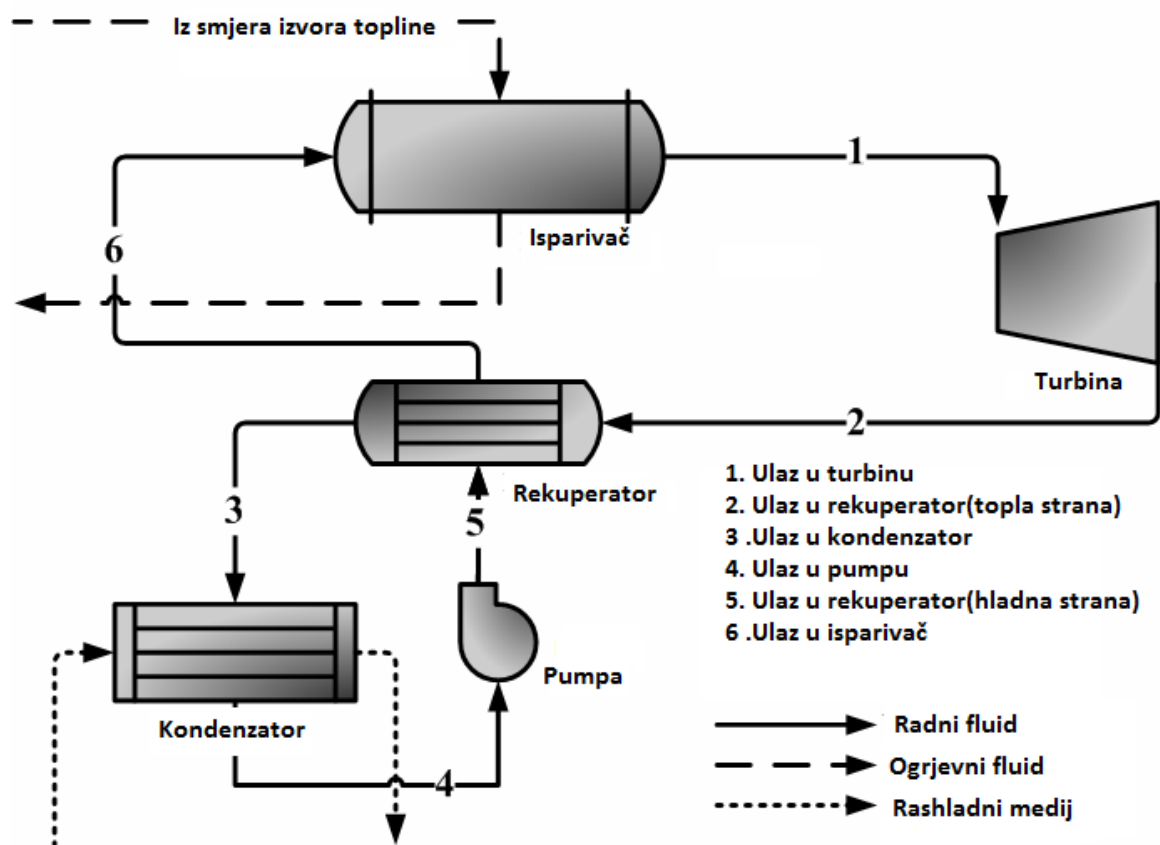 Iz smjera izvora topline
1
Isparivač
6
Turbina
2
Rekuperator
3
5
1. Ulaz u turbinu
2. Ulaz u rekuperator(topla strana)
3 .Ulaz u kondenzator
4. Ulaz u pumpu
5. Ulaz u rekuperator(hladna strana)
6 .Ulaz u isparivač
Pumpa
Kondenzator
4
Radni fluid
Ogrjevni fluid
Rashladni medij